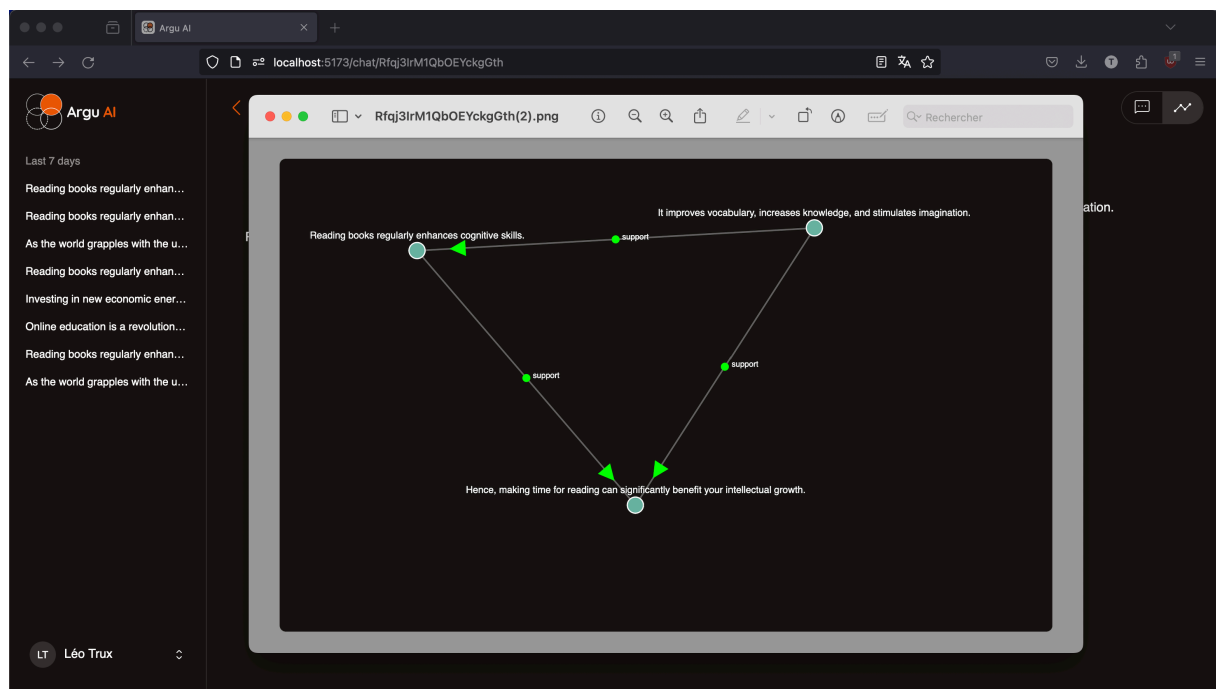 Argu AI
localhost:5173/chat/Rfqj3IrM1QbOEYckgGth
T
1
Argu AI
Last 7 days
Reading books regularly enhan...
Reading books regularly enhan...
As the world grapples with the u...
Reading books regularly enhan...
Investing in new economic ener...
Online education is a revolution...
Reading books regularly enhan...
As the world grapples with the u...
LT Léo Trux
Rfqj3IrM1QbOEYckgGth(2).png
Rechercher
ation.
It improves vocabulary, increases knowledge, and stimulates imagination.
Reading books regularly enhances cognitive skills.
support
support
support
Hence, making time for reading can significantly benefit your intellectual growth.